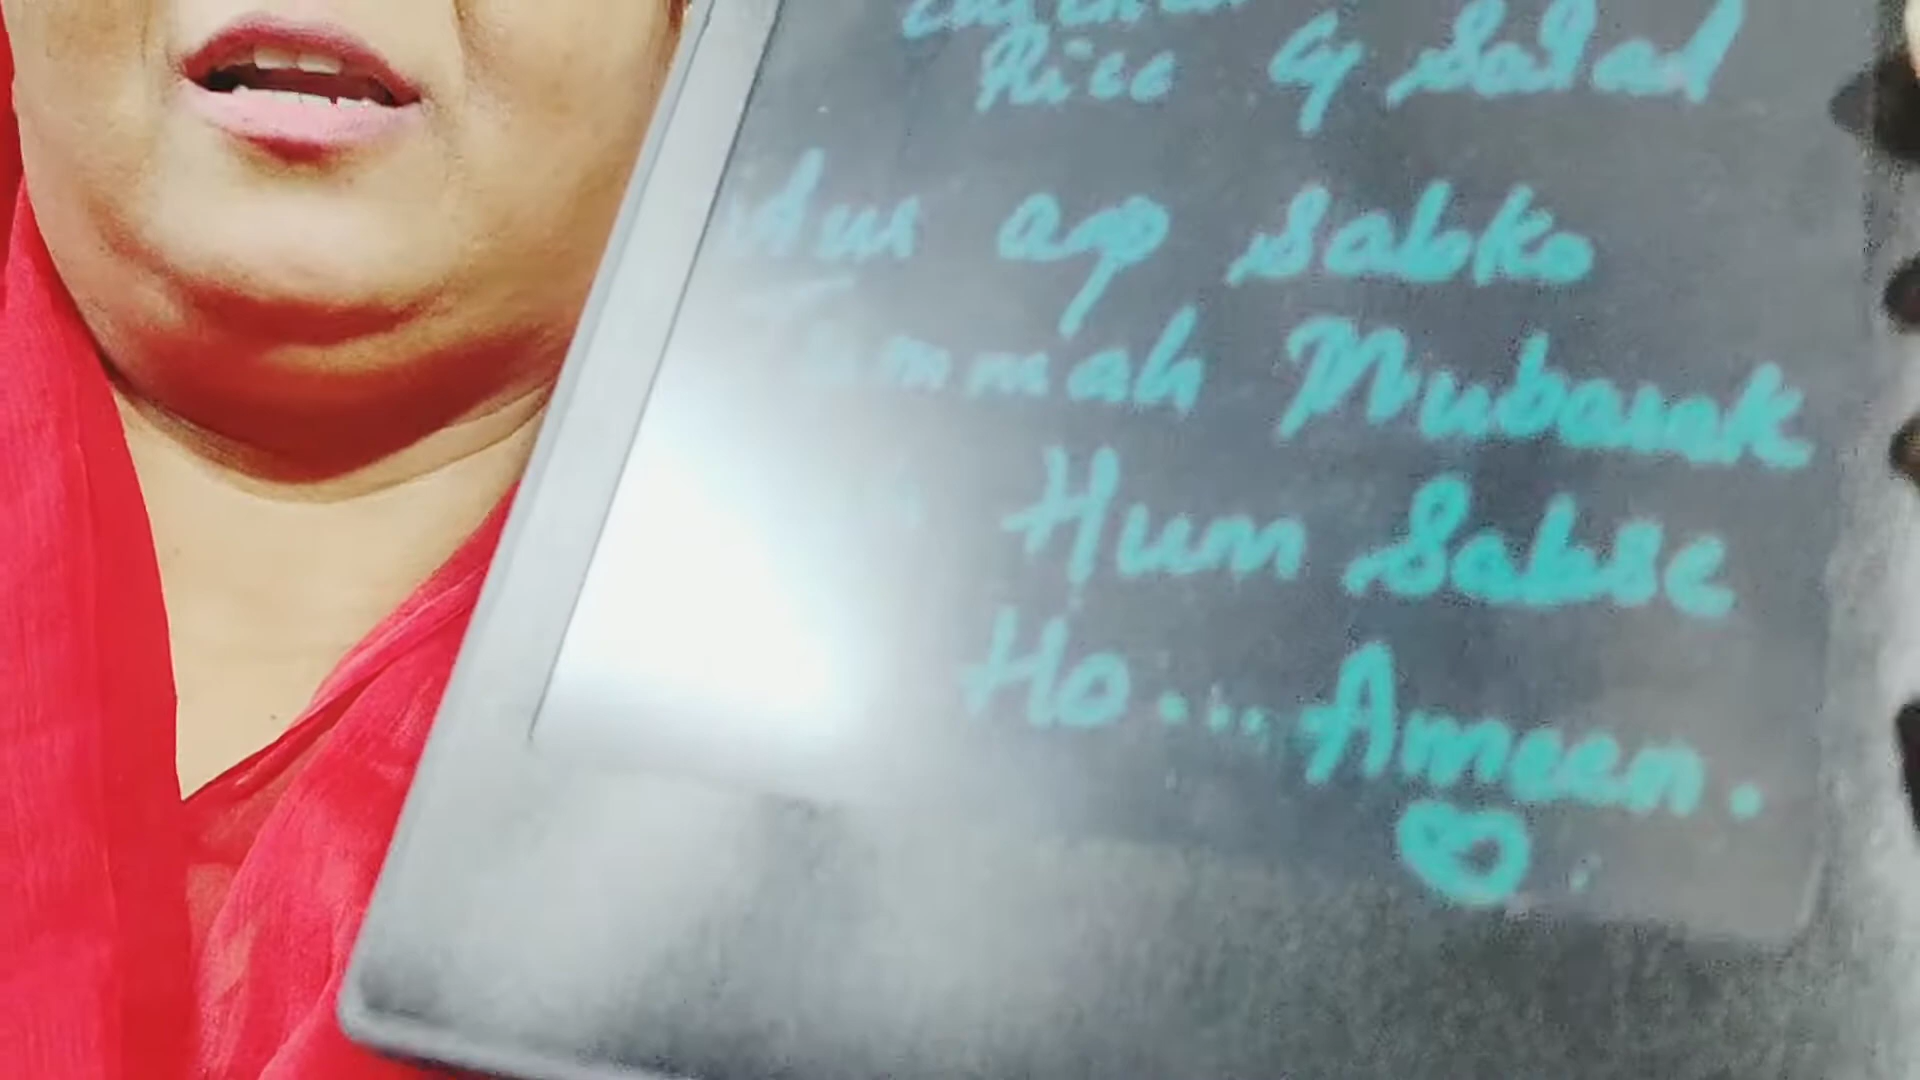 Rice & Salad
Aur ap sabko
Mubarak
Hum Sabse
Ho.... Ameen.